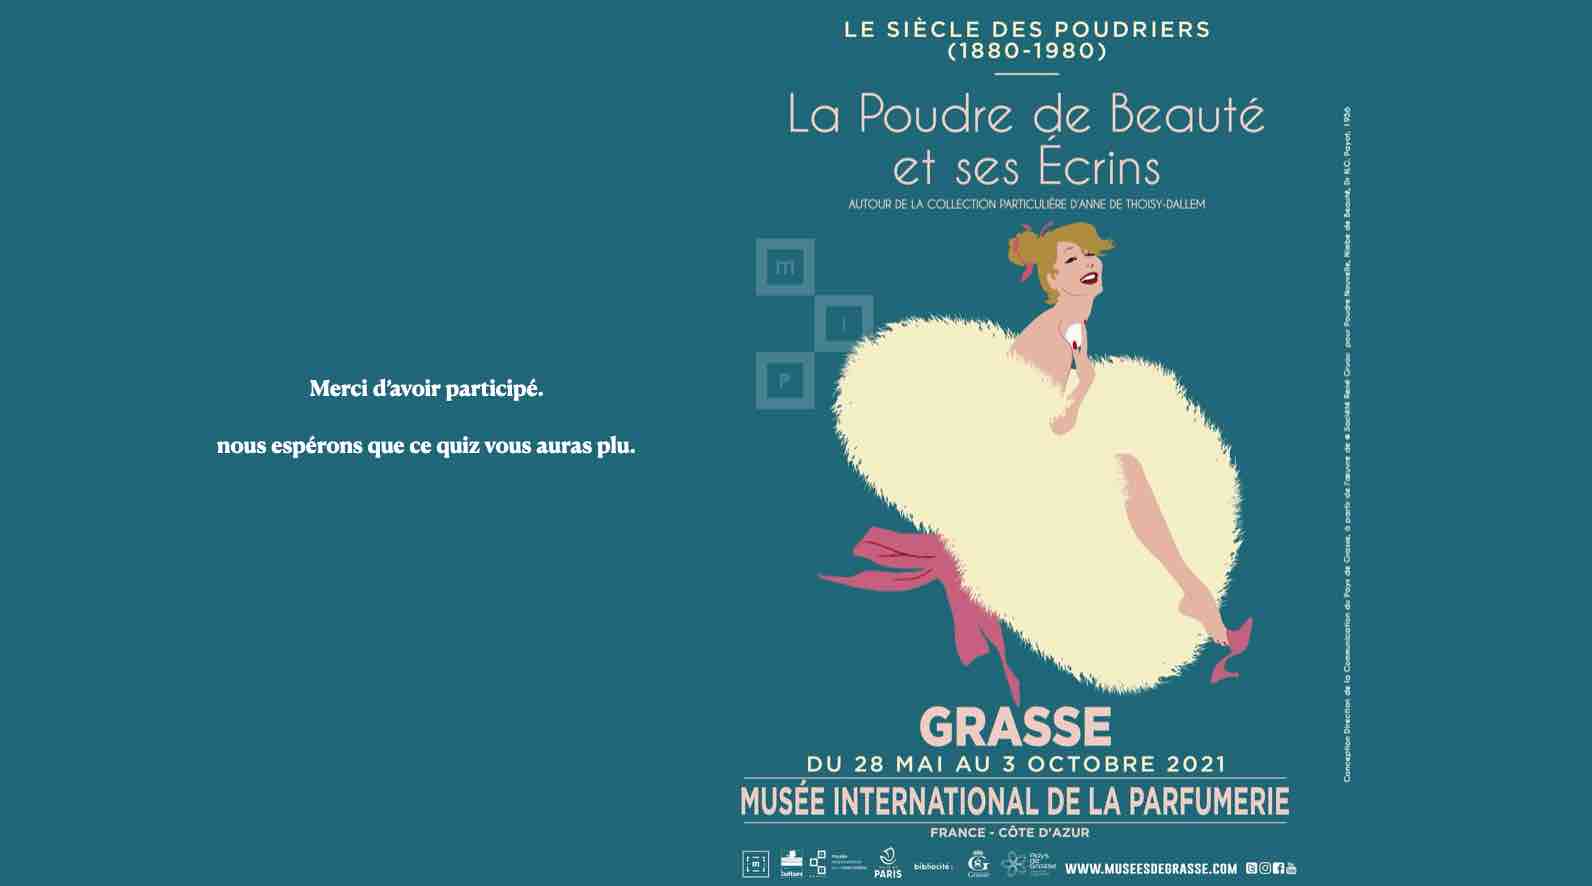 Merci d'avoir participé.
nous espérons que ce quiz vous auras plu.
LE SIÈCLE DES POUDRIERS
(1880-1980)
La Poudre de Beauté
et ses Écrins
AUTOUR DE LA COLLECTION PARTICULIÈRE D'ANNE DE THOISY-DALLEM
m
i
P
GRASSE
DU 28 MAI AU 3 OCTOBRE 2021
MUSÉE INTERNATIONAL DE LA PARFUMERIE
FRANCE - CÔTE D'AZUR
PARIS
bibliocité :
Grasse
Pays de Grasse
WWW.MUSEESDEGRASSE.COM
Conception Direction de la Communication du Pays de Grasse, à partir de l'œuvre de © Société René Gruau pour Poudre Nouvelle, Nimbe de Beauté, Dr N.G. Payot, 1956